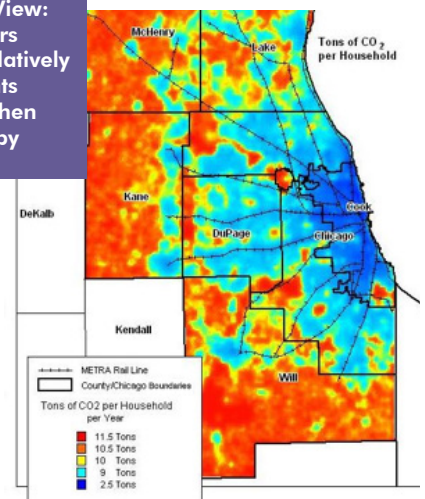 View:
rs
latively
ts
hen
by
Tons of CO2
per Household
McHenry
Lake
Kane
DeKalb
Cook
DuPage
Chicago
Kendall
Will
METRA Rail Line
County/Chicago Boundaries
Tons of CO2 per Household
per Year
11.5 Tons
10.5 Tons
10 Tons
9 Tons
2.5 Tons